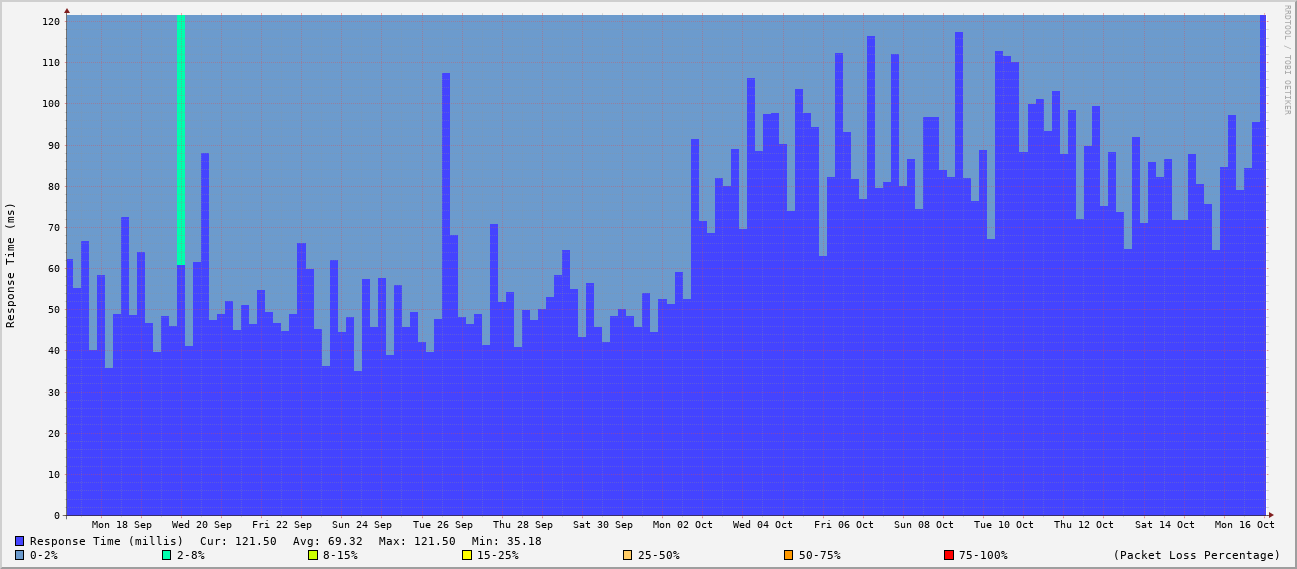 RRDTOOL / TOBI OETIKER
Response Time (ms)
120
110
100
90
80
70
60
50
40
30
20
10
0
Mon 18 Sep Wed 20 Sep Fri 22 Sep Sun 24 Sep Tue 26 Sep Thu 28 Sep Sat 30 Sep Mon 02 Oct Wed 04 Oct Fri 06 Oct Sun 08 Oct Tue 10 Oct Thu 12 Oct Sat 14 Oct Mon 16 Oct
Response Time (millis) Cur: 121.50 Avg: 69.32 Max: 121.50 Min: 35.18
0-2% 2-8% 8-15% 15-25% 25-50% 50-75% 75-100% (Packet Loss Percentage)